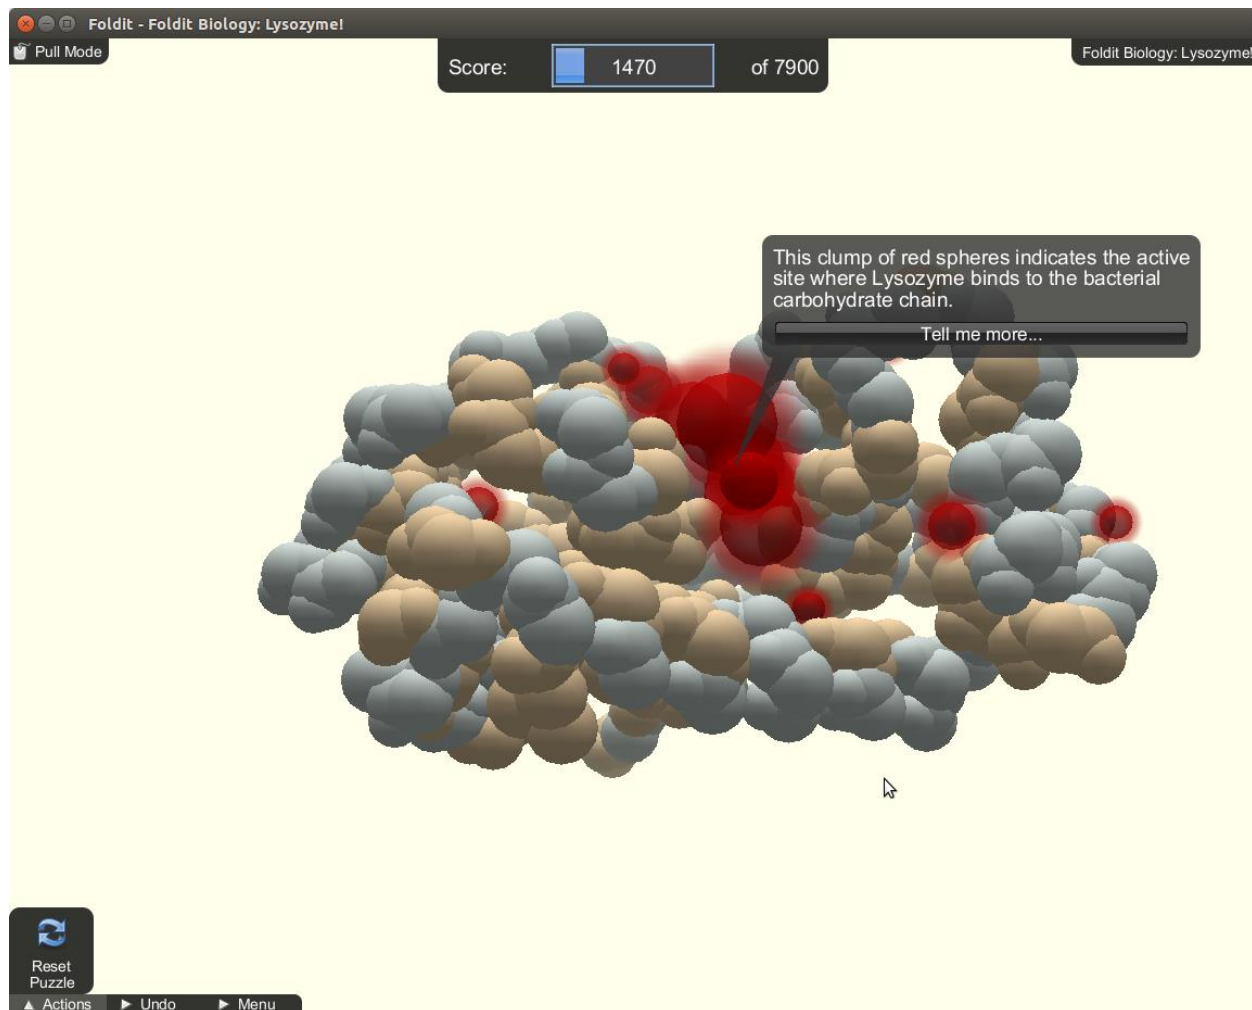 Foldit - Foldit Biology: Lysozyme!
Pull Mode
Score: 1470 of 7900
Foldit Biology: Lysozyme!
This clump of red spheres indicates the active
site where Lysozyme binds to the bacterial
carbohydrate chain.
Tell me more...
Reset
Puzzle
Actions Undo Menu